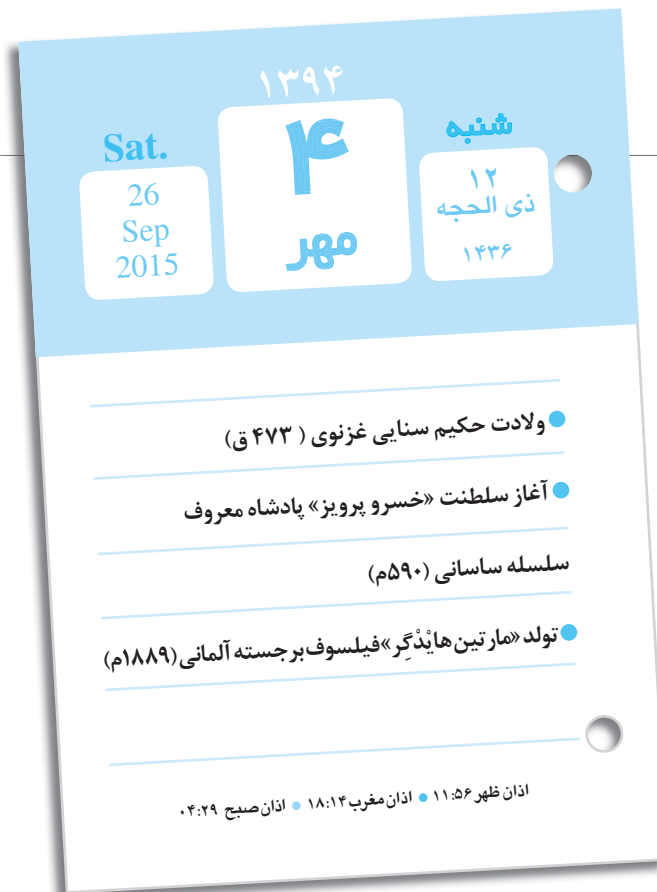 ۱۳۹۴
شنبه
۱۲
ذی الحجه
۱۴۳۶
۴
مهر
Sat.
26
Sep
2015
ولادت حکیم سنایی غزنوی ( ۴۷۳ ق)
آغاز سلطنت «خسرو پرویز» پادشاه معروف
سلسله ساسانی (۵۹۰م)
تولد «مارتین هایْدْگِر» فیلسوف برجسته آلمانی (۱۸۸۹م)
اذان ظهر ۱۱:۵۶ ● اذان مغرب ۱۸:۱۴ ● اذان صبح ۰۴:۲۹